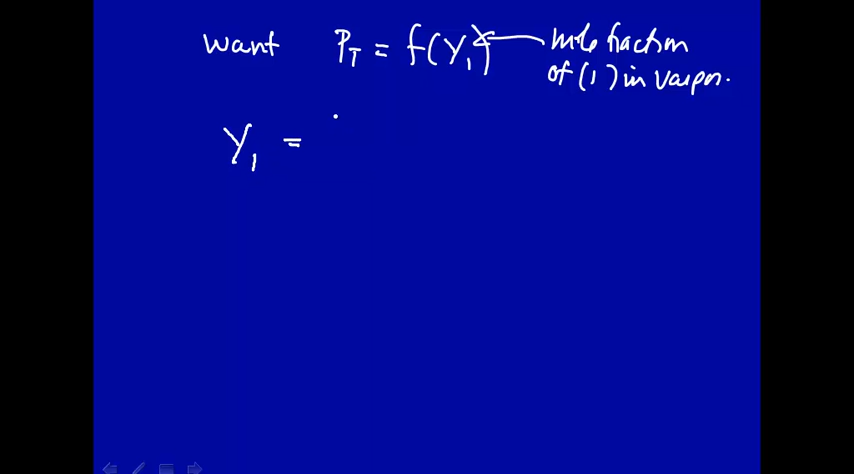 want P_T = f(Y_1) mole fraction
of (1) in vapor.
Y_1 =